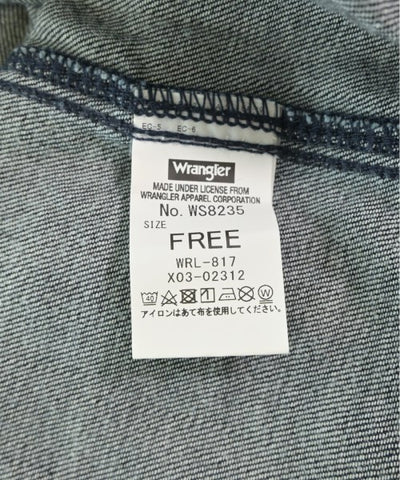 EC-5 EC-6
Wrangler
MADE UNDER LICENSE FROM
WRANGLER APPAREL CORPORATION
No. WS8235
SIZE
FREE
WRL-817
X03-02312
アイロンはあて布を使用してください